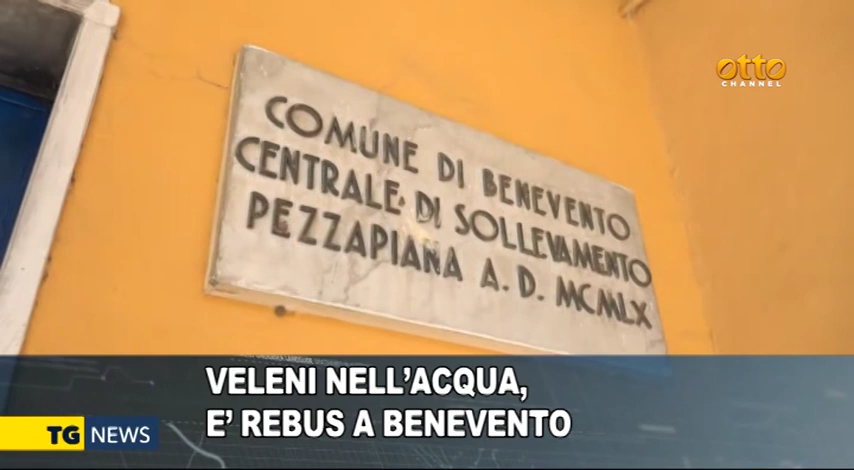 otto
CHANNEL
COMUNE DI BENEVENTO
CENTRALE DI SOLLEVAMENTO
PEZZAPIANA A. D. MCMLX
VELENI NELL'ACQUA,
E' REBUS A BENEVENTO
TG NEWS